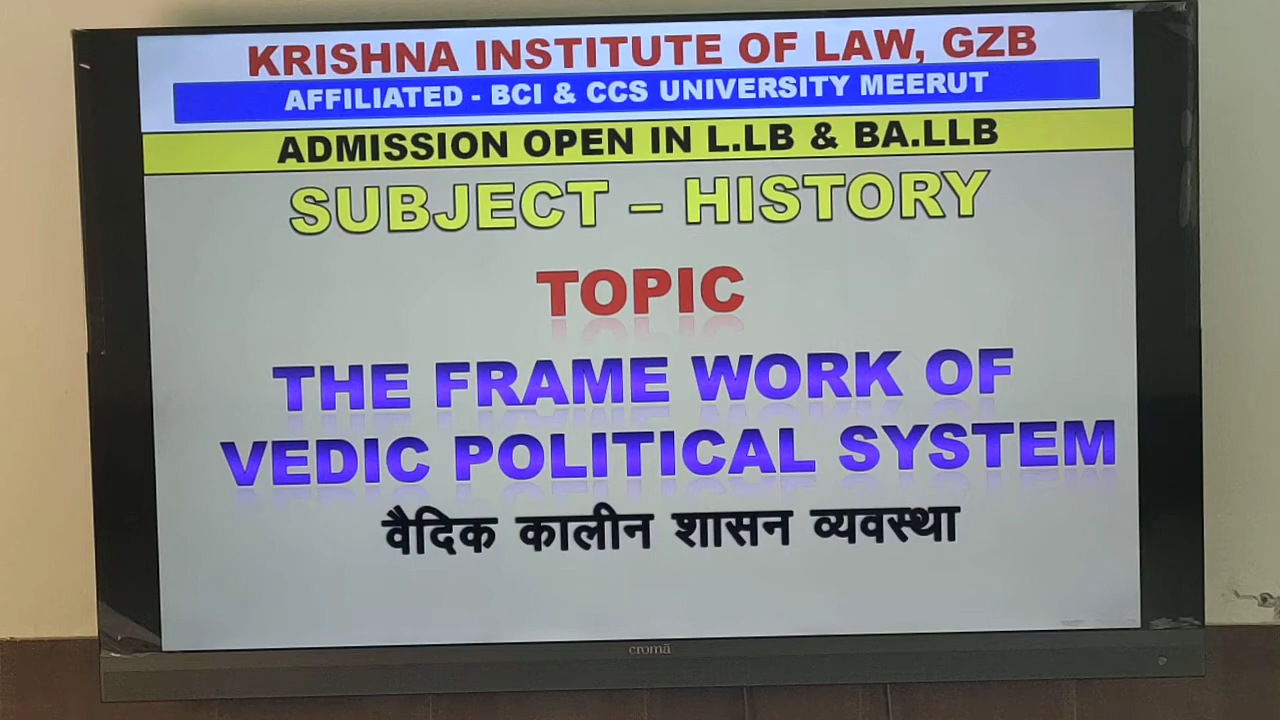 KRISHNA INSTITUTE OF LAW, GZB
AFFILIATED - BCI & CCS UNIVERSITY MEERUT
ADMISSION OPEN IN L.LB & BA.LLB
SUBJECT – HISTORY
TOPIC
THE FRAME WORK OF
VEDIC POLITICAL SYSTEM
वैदिक कालीन शासन व्यवस्था
croma